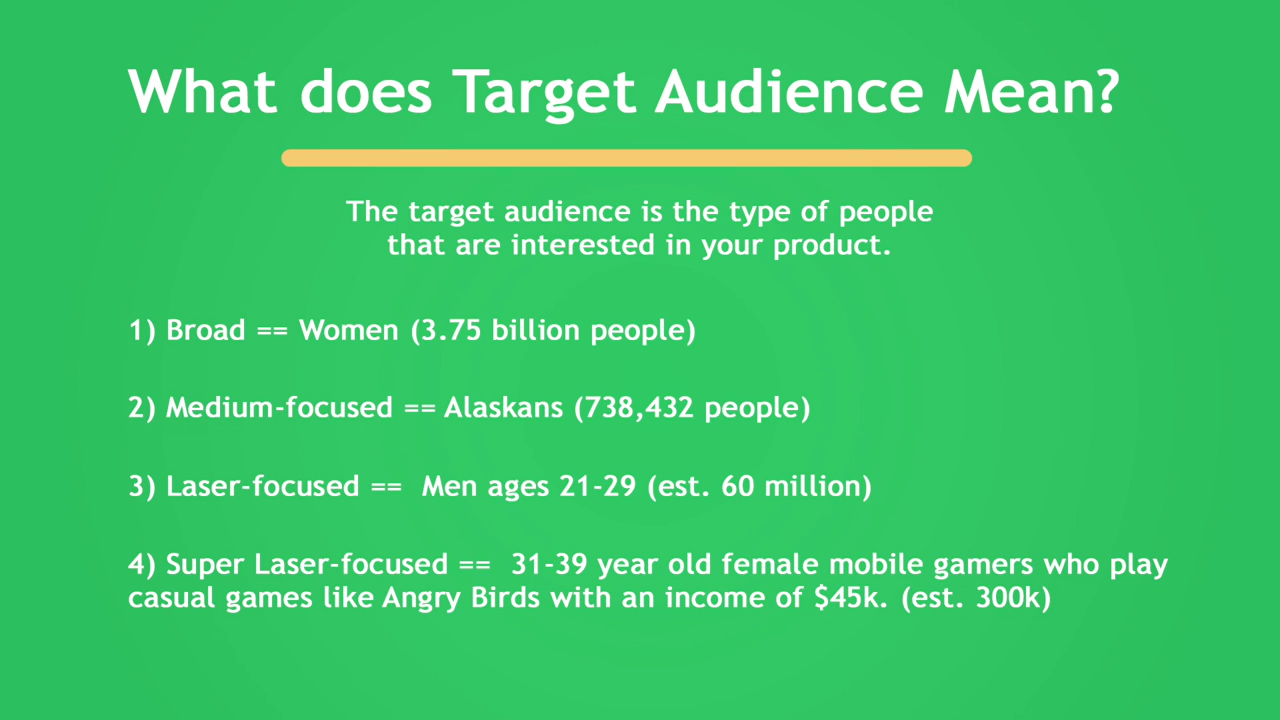 What does Target Audience Mean?
The target audience is the type of people
that are interested in your product.
1) Broad == Women (3.75 billion people)
2) Medium-focused == Alaskans (738,432 people)
3) Laser-focused ==  Men ages 21-29 (est. 60 million)
4) Super Laser-focused ==  31-39 year old female mobile gamers who play
casual games like Angry Birds with an income of $45k. (est. 300k)